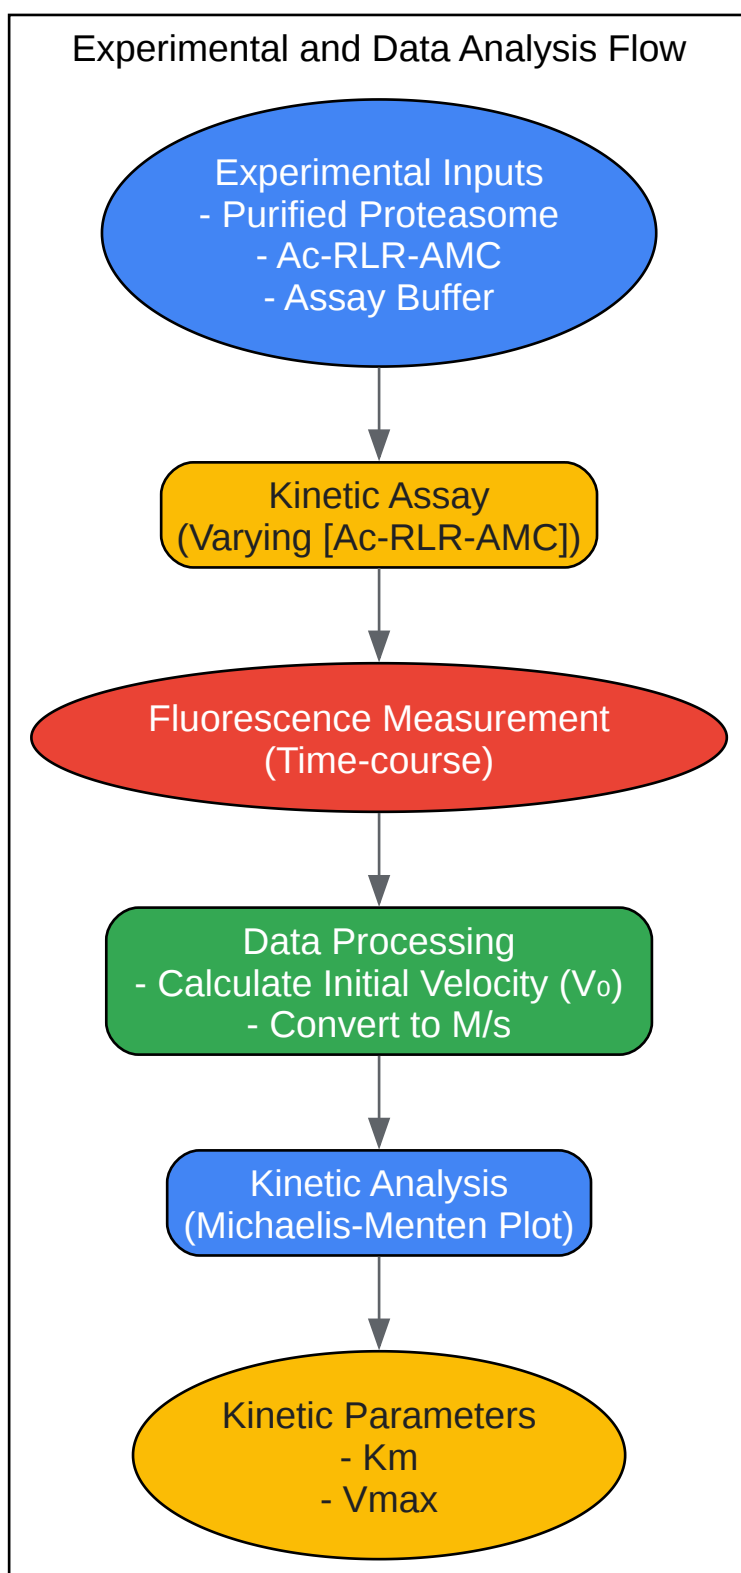 Experimental and Data Analysis Flow
Experimental Inputs
- Purified Proteasome
- Ac-RLR-AMC
- Assay Buffer
Kinetic Assay
(Varying [Ac-RLR-AMC])
Fluorescence Measurement
(Time-course)
Data Processing
- Calculate Initial Velocity (V₀)
- Convert to M/s
Kinetic Analysis
(Michaelis-Menten Plot)
Kinetic Parameters
- Km
- Vmax